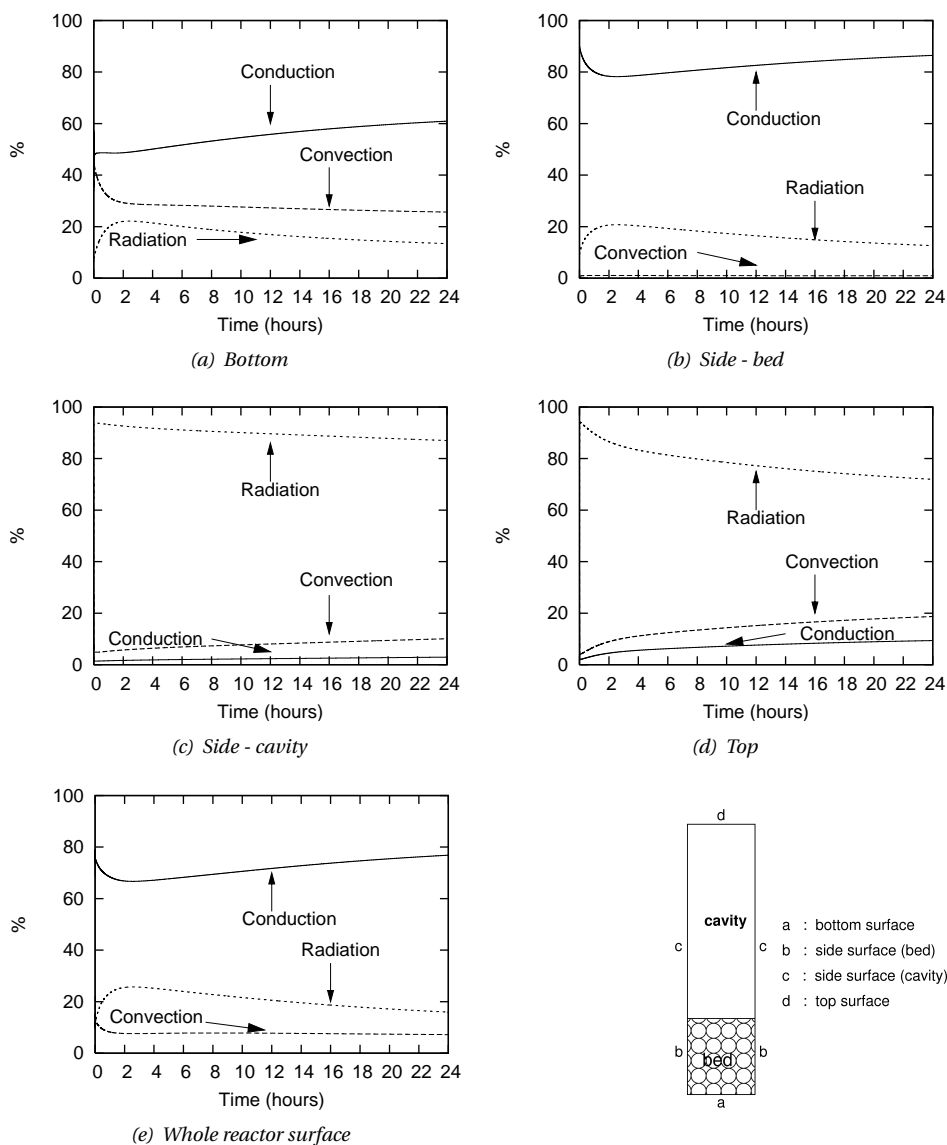 100
80
60
40
20
0
%
Conduction
Convection
Radiation
0 2 4 6 8 10 12 14 16 18 20 22 24
Time (hours)
(a) Bottom
100
80
60
40
20
0
%
Conduction
Radiation
Convection
0 2 4 6 8 10 12 14 16 18 20 22 24
Time (hours)
(b) Side - bed
100
80
60
40
20
0
%
Radiation
Convection
Conduction
0 2 4 6 8 10 12 14 16 18 20 22 24
Time (hours)
(c) Side - cavity
100
80
60
40
20
0
%
Radiation
Convection
Conduction
0 2 4 6 8 10 12 14 16 18 20 22 24
Time (hours)
(d) Top
100
80
60
40
20
0
%
Conduction
Radiation
Convection
0 2 4 6 8 10 12 14 16 18 20 22 24
Time (hours)
(e) Whole reactor surface
d
cavity
c
c
b
bed
b
a
a : bottom surface
b : side surface (bed)
c : side surface (cavity)
d : top surface